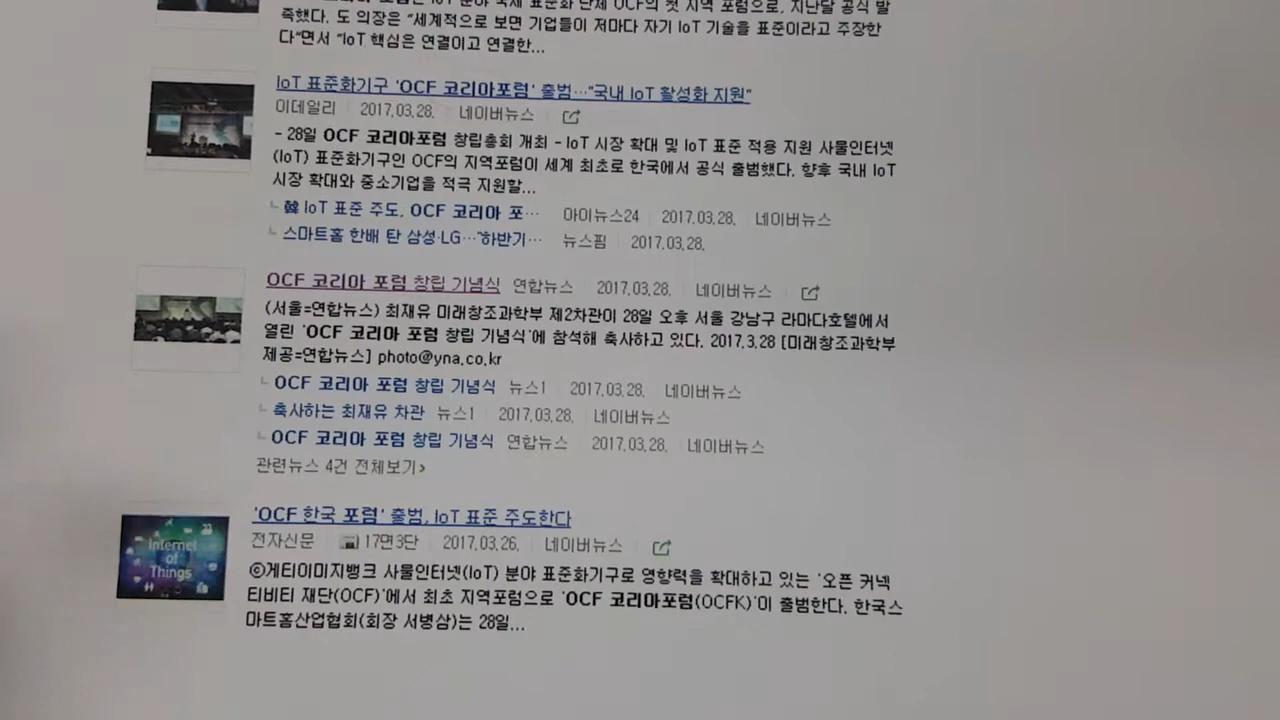 IoT 분야 국제 표준화 단체 OCF의 첫 지역 포럼으로, 지난달 공식 발
족했다. 도 의장은 "세계적으로 보면 기업들이 저마다 자기 IoT 기술을 표준이라고 주장한
다"면서 "IoT 핵심은 연결이고 연결한...
IoT 표준화기구 'OCF 코리아포럼' 출범…"국내 IoT 활성화 지원"
이데일리 2017.03.28. 네이버뉴스
- 28일 OCF 코리아포럼 창립총회 개최 - IoT 시장 확대 및 IoT 표준 적용 지원 사물인터넷
(IoT) 표준화기구인 OCF의 지역포럼이 세계 최초로 한국에서 공식 출범했다. 향후 국내 IoT
시장 확대와 중소기업을 적극 지원할...
韓 IoT 표준 주도, OCF 코리아 포… 아이뉴스24 2017.03.28. 네이버뉴스
스마트홈 한배 탄 삼성·LG…"하반기… 뉴스핌 2017.03.28.
OCF 코리아 포럼 창립 기념식 연합뉴스 2017.03.28. 네이버뉴스
(서울=연합뉴스) 최재유 미래창조과학부 제2차관이 28일 오후 서울 강남구 라마다호텔에서
열린 'OCF 코리아 포럼 창립 기념식'에 참석해 축사하고 있다. 2017.3.28 [미래창조과학부
제공=연합뉴스] photo@yna.co.kr
OCF 코리아 포럼 창립 기념식 뉴스1 2017.03.28. 네이버뉴스
축사하는 최재유 차관 뉴스1 2017.03.28. 네이버뉴스
OCF 코리아 포럼 창립 기념식 연합뉴스 2017.03.28. 네이버뉴스
관련뉴스 4건 전체보기>
'OCF 한국 포럼' 출범, IoT 표준 주도한다
전자신문 17면3단 2017.03.26. 네이버뉴스
Internet
of
Things
ⓒ게티이미지뱅크 사물인터넷(IoT) 분야 표준화기구로 영향력을 확대하고 있는 '오픈 커넥
티비티 재단(OCF)'에서 최초 지역포럼으로 'OCF 코리아포럼(OCFK)'이 출범한다. 한국스
마트홈산업협회(회장 서병삼)는 28일...